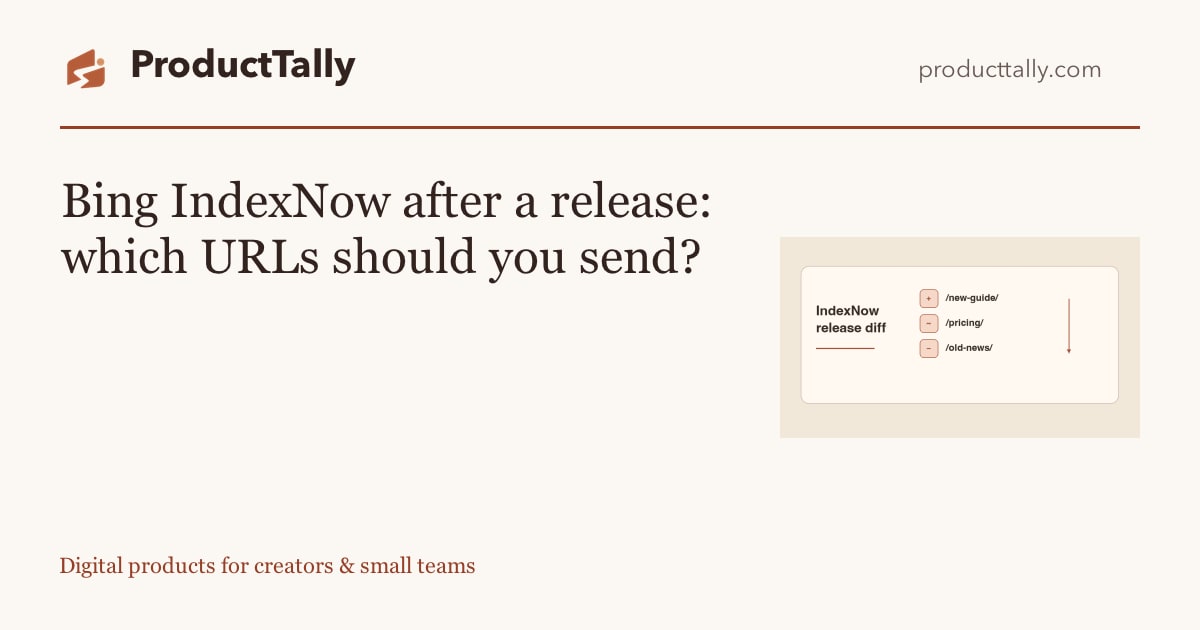 ProductTally
producttally.com
Bing IndexNow after a release:
which URLs should you send?
IndexNow
release diff
+ /new-guide/
~ /pricing/
− /old-news/
Digital products for creators & small teams